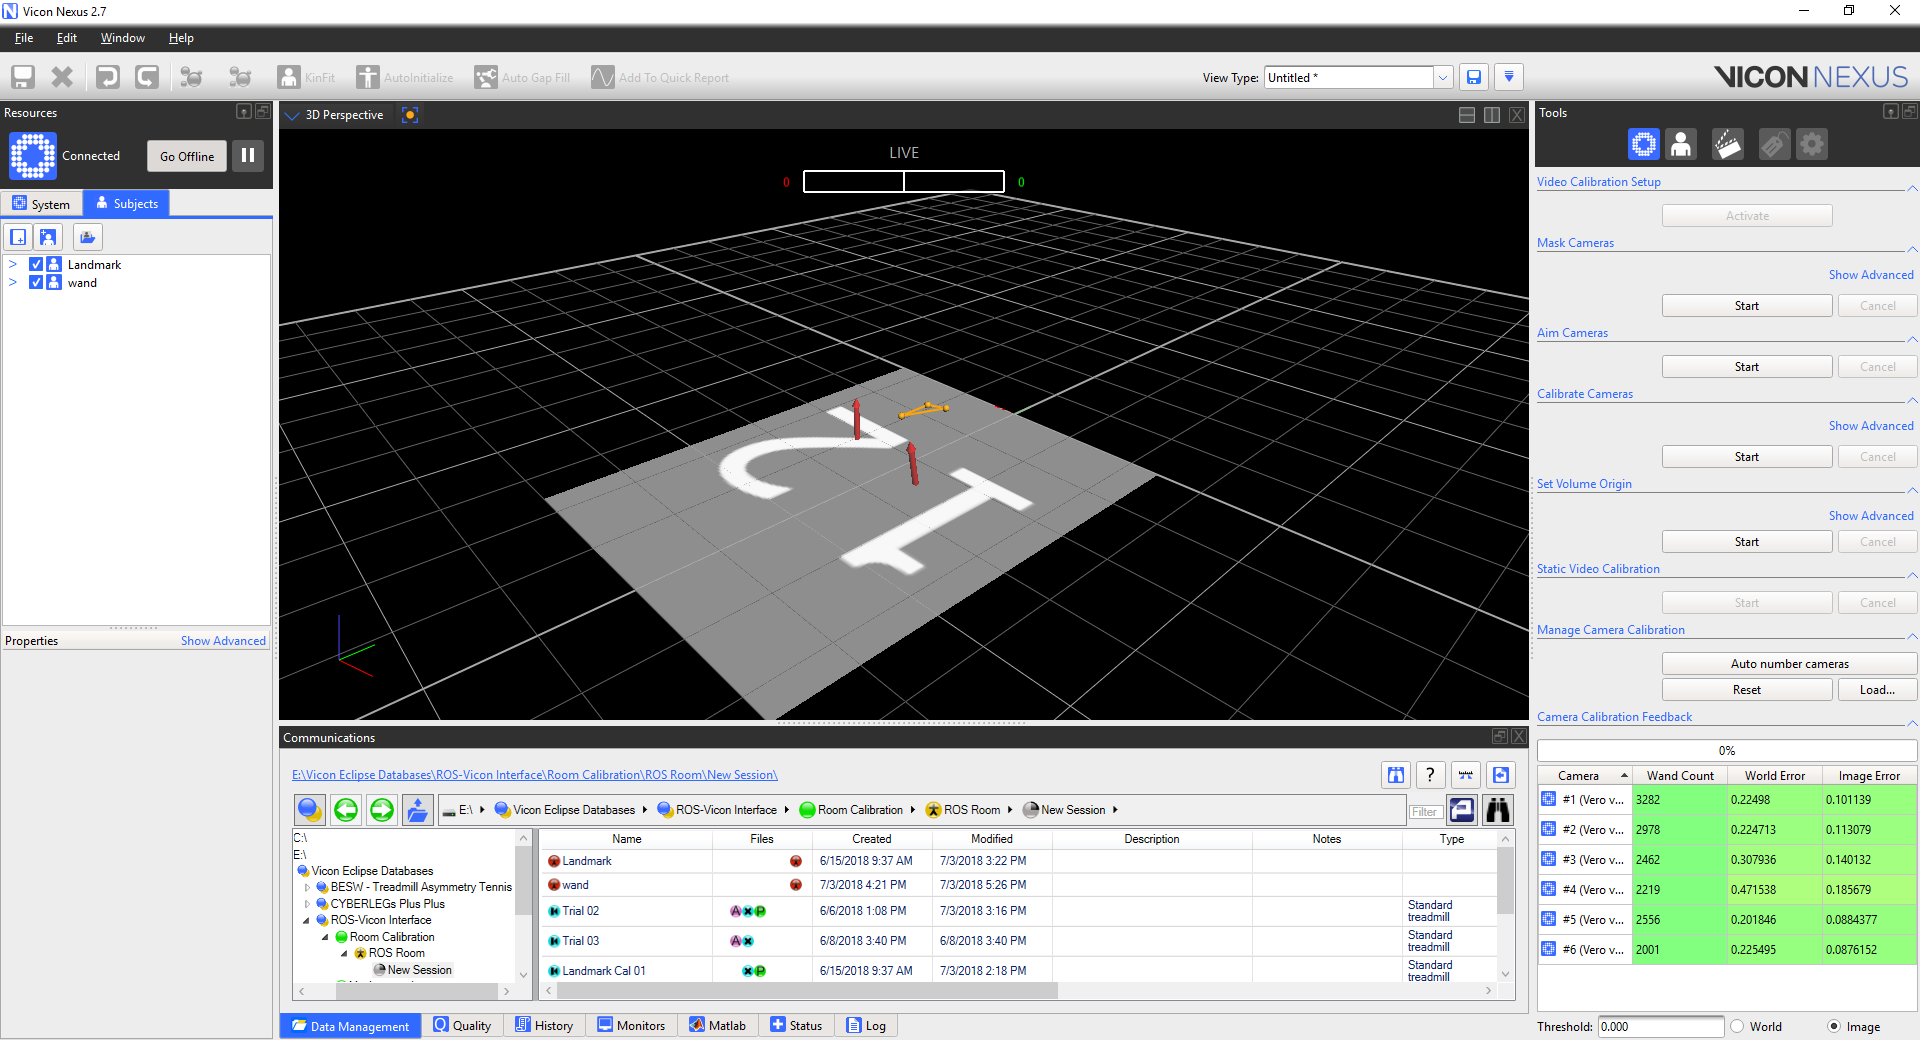 Vicon Nexus 2.7
File Edit Window Help
KinFit AutoInitialize Auto Gap Fill Add To Quick Report
View Type: Untitled *
VICON NEXUS
Resources
Connected
Go Offline
System Subjects
Landmark
wand
Properties Show Advanced
3D Perspective
LIVE
0 0
2
1
Communications
E:\Vicon Eclipse Databases\ROS-Vicon Interface\Room Calibration\ROS Room\New Session\
E:\ Vicon Eclipse Databases ROS-Vicon Interface Room Calibration ROS Room New Session
Filter
C:\
E:\
Vicon Eclipse Databases
BESW - Treadmill Asymmetry Tennis
CYBERLEGs Plus Plus
ROS-Vicon Interface
Room Calibration
ROS Room
New Session
Name Files Created Modified Description Notes Type
Landmark 6/15/2018 9:37 AM 7/3/2018 3:22 PM
wand 7/3/2018 4:21 PM 7/3/2018 5:26 PM
Trial 02 A X P 6/6/2018 1:08 PM 7/3/2018 3:16 PM Standard treadmill
Trial 03 A X 6/8/2018 3:40 PM 6/8/2018 3:40 PM Standard treadmill
Landmark Cal 01 X P 6/15/2018 9:37 AM 7/3/2018 2:18 PM Standard treadmill
Data Management Quality History Monitors Matlab Status Log
Tools
Video Calibration Setup
Activate
Mask Cameras
Show Advanced
Start Cancel
Aim Cameras
Start Cancel
Calibrate Cameras
Show Advanced
Start Cancel
Set Volume Origin
Show Advanced
Start Cancel
Static Video Calibration
Start Cancel
Manage Camera Calibration
Auto number cameras
Reset Load...
Camera Calibration Feedback
0%
Camera Wand Count World Error Image Error
#1 (Vero v... 3282 0.22498 0.101139
#2 (Vero v... 2978 0.224713 0.113079
#3 (Vero v... 2462 0.307936 0.140132
#4 (Vero v... 2219 0.471538 0.185679
#5 (Vero v... 2556 0.201846 0.0884377
#6 (Vero v... 2001 0.225495 0.0876152
Threshold: 0.000 World Image